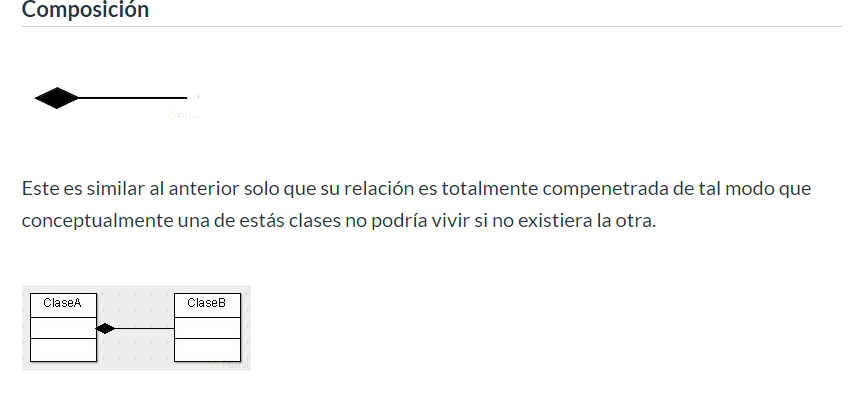 Composición
Este es similar al anterior solo que su relación es totalmente compenetrada de tal modo que
conceptualmente una de estás clases no podría vivir si no existiera la otra.
ClaseA ClaseB